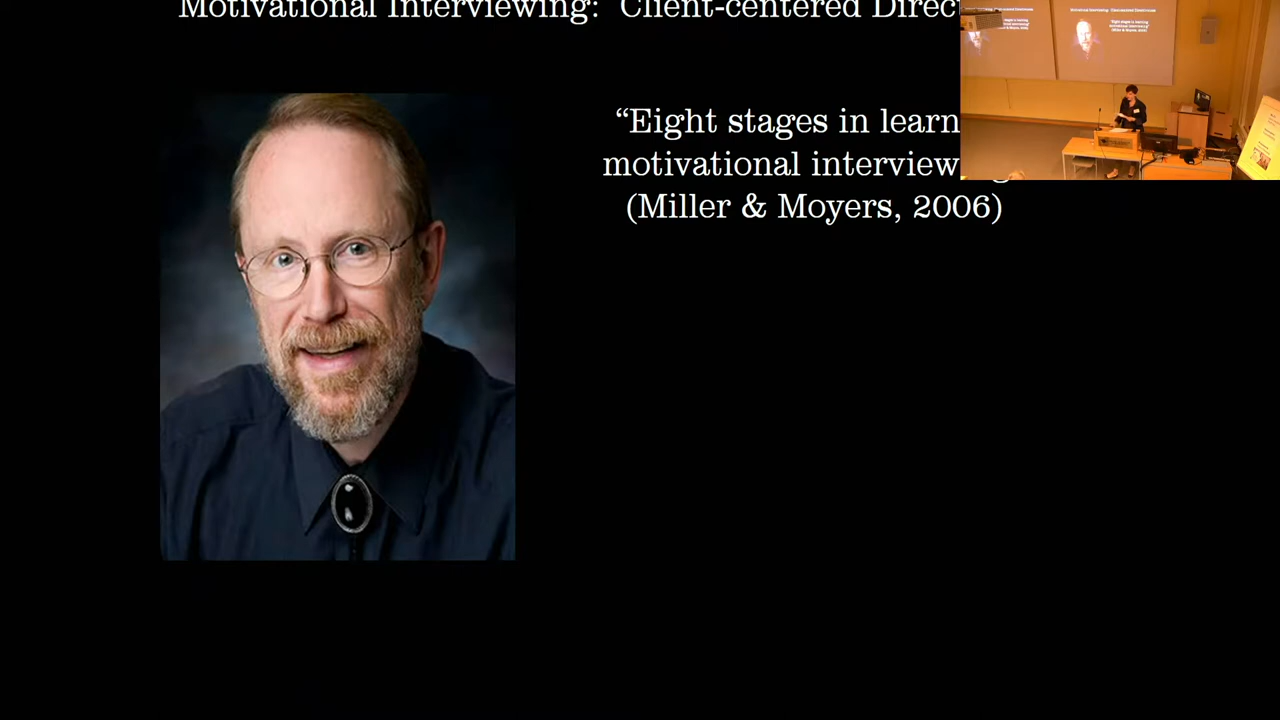 Motivational Interviewing: Client-centered Direc
“Eight stages in learn
motivational interview
(Miller & Moyers, 2006)